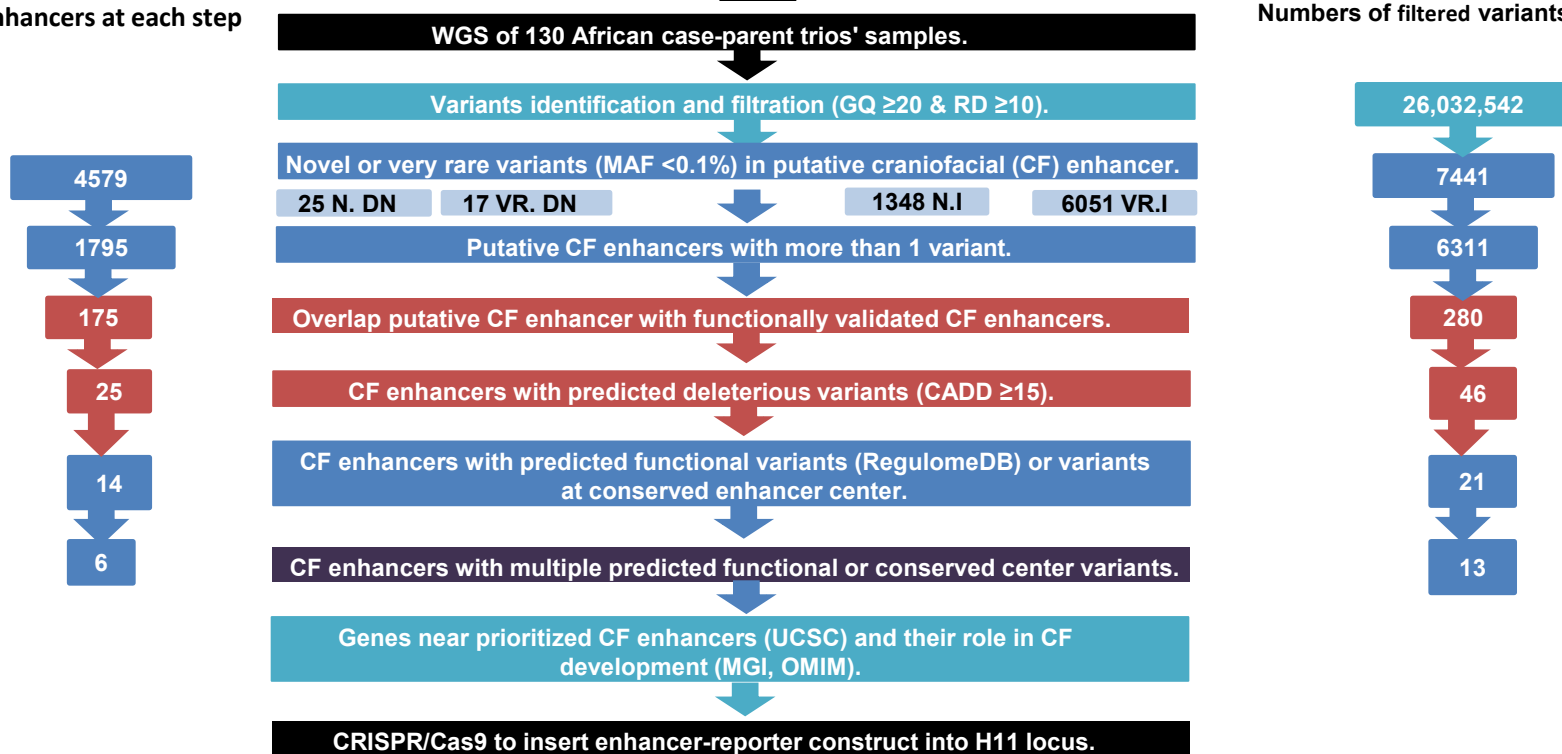 enhancers at each step
Numbers of filtered variants
WGS of 130 African case-parent trios' samples.
Variants identification and filtration (GQ ≥20 & RD ≥10).
26,032,542
Novel or very rare variants (MAF <0.1%) in putative craniofacial (CF) enhancer.
4579
7441
25 N. DN
17 VR. DN
1348 N.I
6051 VR.I
1795
Putative CF enhancers with more than 1 variant.
6311
175
Overlap putative CF enhancer with functionally validated CF enhancers.
280
25
CF enhancers with predicted deleterious variants (CADD ≥15).
46
14
CF enhancers with predicted functional variants (RegulomeDB) or variants
at conserved enhancer center.
21
6
CF enhancers with multiple predicted functional or conserved center variants.
13
Genes near prioritized CF enhancers (UCSC) and their role in CF
development (MGI, OMIM).
CRISPR/Cas9 to insert enhancer-reporter construct into H11 locus.